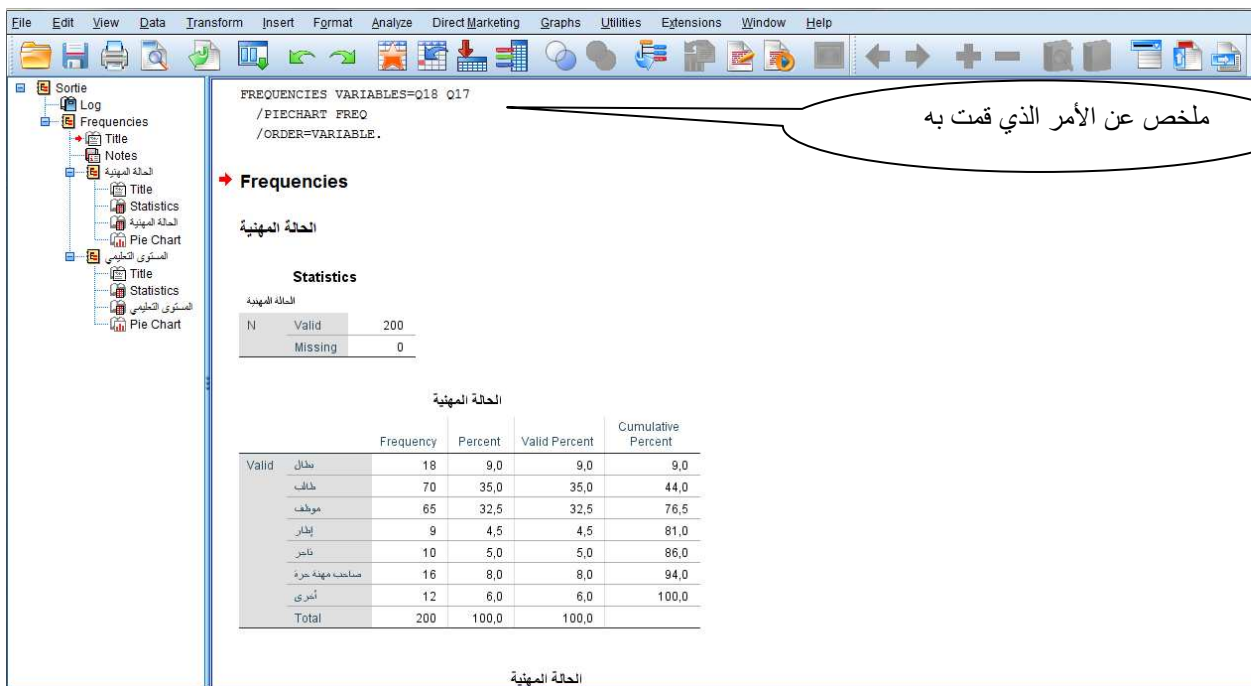 File Edit View Data Transform Insert Format Analyze Direct Marketing Graphs Utilities Extensions Window Help
Sortie
Log
Frequencies
Title
Notes
الحالة المهنية
Title
Statistics
الحالة المهنية
Pie Chart
المستوى التعليمي
Title
Statistics
المستوى التعليمي
Pie Chart
FREQUENCIES VARIABLES=Q18 Q17
/PIECHART FREQ
/ORDER=VARIABLE.
ملخص عن الأمر الذي قمت به
Frequencies
الحالة المهنية
Statistics
الحالة المهنية
N Valid 200
Missing 0
الحالة المهنية
Frequency Percent Valid Percent Cumulative Percent
Valid بطال 18 9,0 9,0 9,0
طالب 70 35,0 35,0 44,0
موظف 65 32,5 32,5 76,5
إطار 9 4,5 4,5 81,0
تاجر 10 5,0 5,0 86,0
صاحب مهنة حرة 16 8,0 8,0 94,0
أخرى 12 6,0 6,0 100,0
Total 200 100,0 100,0
الحالة المهنية